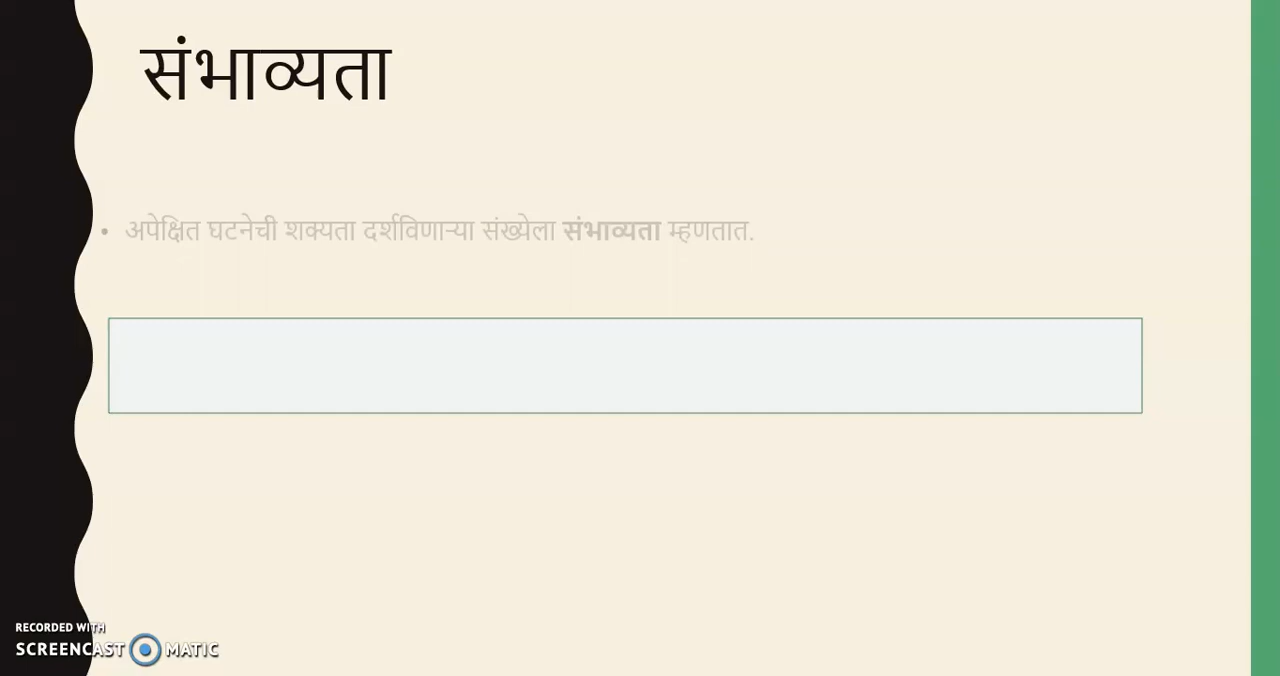 संभाव्यता
• अपेक्षित घटनेची शक्यता दर्शविणाऱ्या संख्येला संभाव्यता म्हणतात.
RECORDED WITH
SCREENCAST MATIC